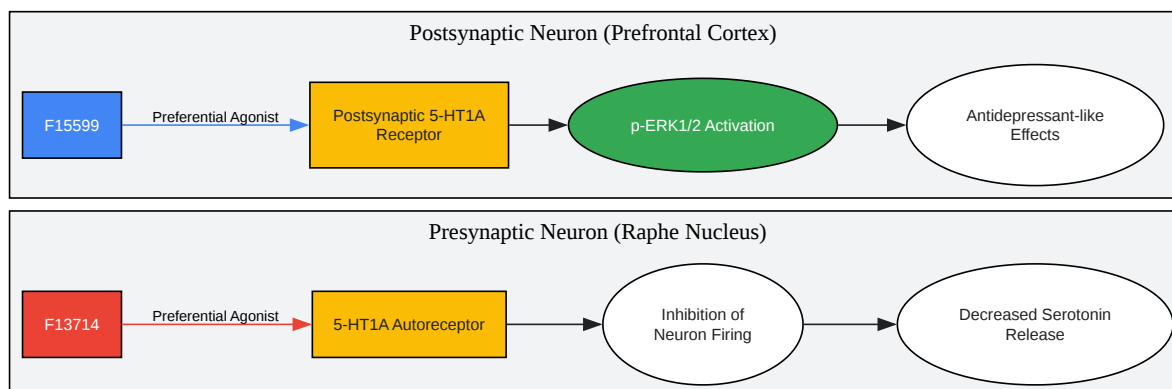 Postsynaptic Neuron (Prefrontal Cortex)
F15599
Preferential Agonist
Postsynaptic 5-HT1A
Receptor
p-ERK1/2 Activation
Antidepressant-like
Effects
Presynaptic Neuron (Raphe Nucleus)
F13714
Preferential Agonist
5-HT1A Autoreceptor
Inhibition of
Neuron Firing
Decreased Serotonin
Release